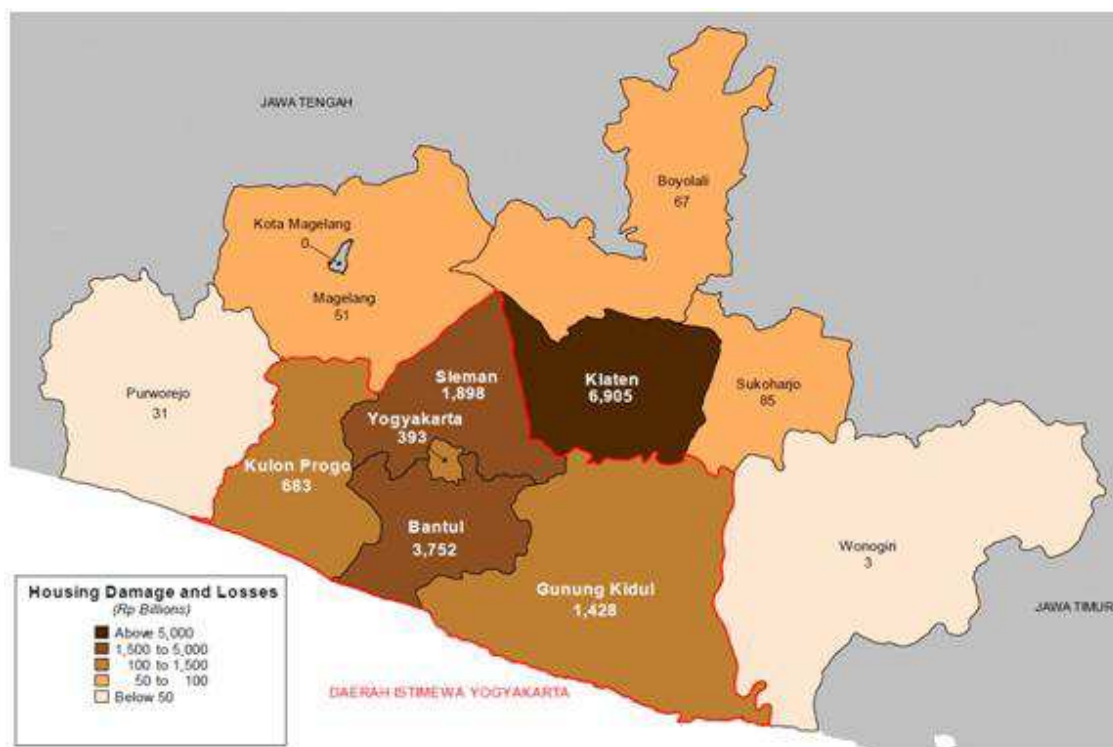 JAWA TENGAH
Boyolali
67
Kota Magelang
0
Magelang
51
Purworejo
31
Sleman
1,898
Klaten
6,905
Sukoharjo
85
Yogyakarta
393
Kulon Progo
683
Bantul
3,752
Wonogiri
3
Gunung Kidul
1,428
JAWA TIMUR
DAERAH ISTIMEWA YOGYAKARTA
Housing Damage and Losses
(Rp Billions)
Above 5,000
1,500 to 5,000
100 to 1,500
50 to 100
Below 50